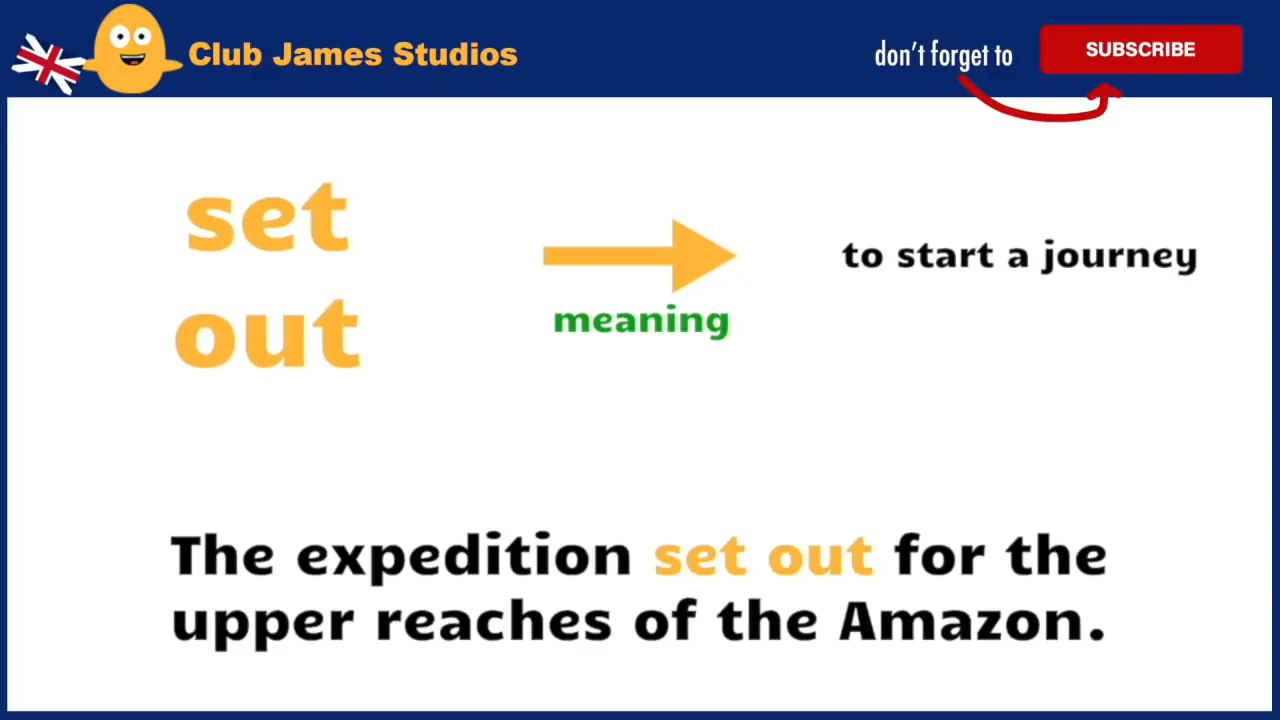 Club James Studios
don't forget to
SUBSCRIBE
set
out
meaning
to start a journey
The expedition set out for the
upper reaches of the Amazon.